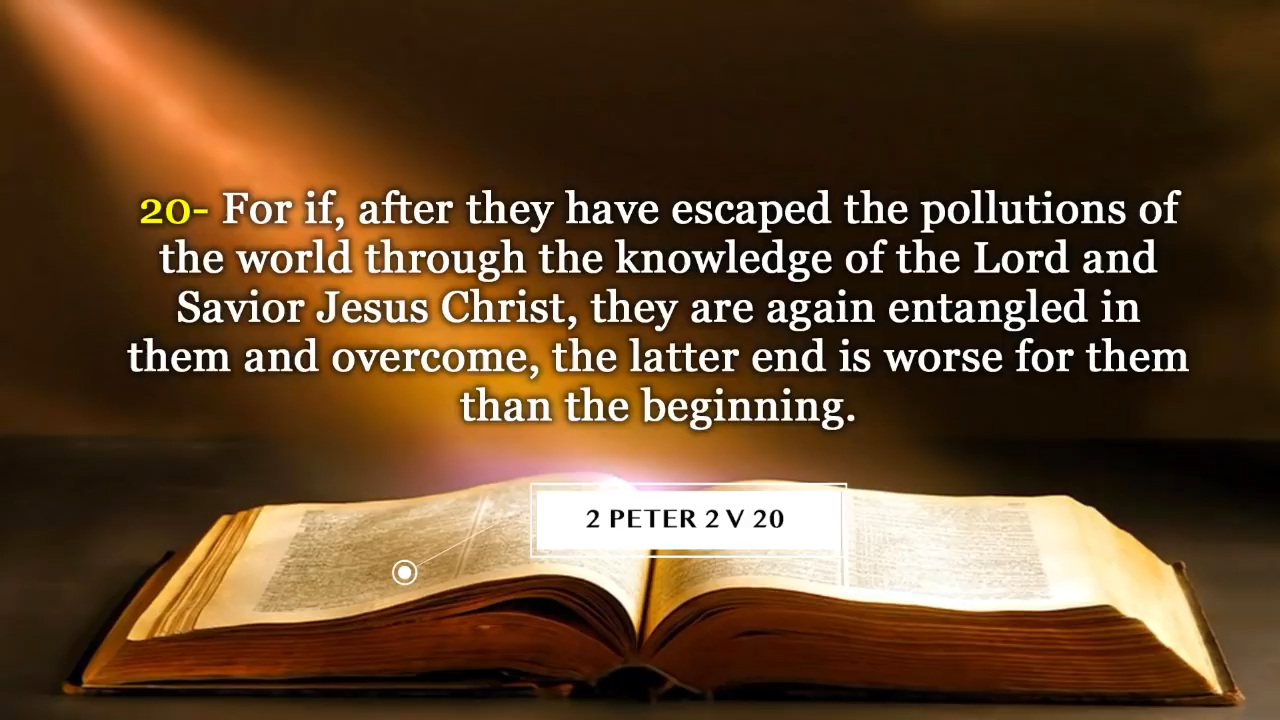 20- For if, after they have escaped the pollutions of
the world through the knowledge of the Lord and
Savior Jesus Christ, they are again entangled in
them and overcome, the latter end is worse for them
than the beginning.
2 PETER 2 V 20